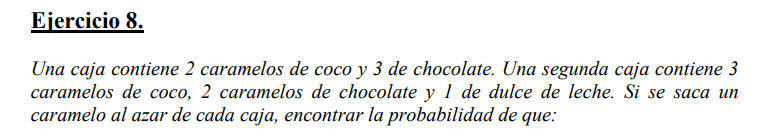 Ejercicio 8.
Una caja contiene 2 caramelos de coco y 3 de chocolate. Una segunda caja contiene 3
caramelos de coco, 2 caramelos de chocolate y 1 de dulce de leche. Si se saca un
caramelo al azar de cada caja, encontrar la probabilidad de que: